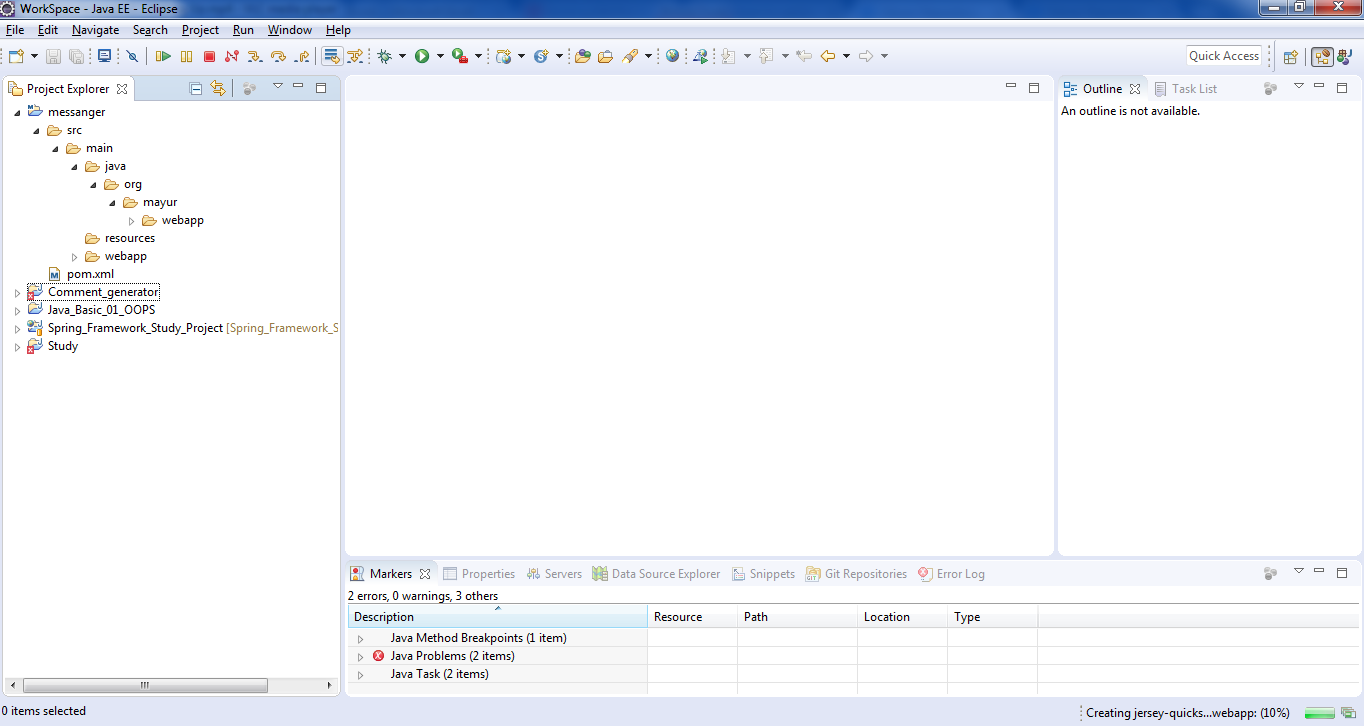 WorkSpace - Java EE - Eclipse
File Edit Navigate Search Project Run Window Help
Quick Access
Project Explorer
messanger
src
main
java
org
mayur
webapp
resources
webapp
pom.xml
Comment_generator
Java_Basic_01_OOPS
Spring_Framework_Study_Project [Spring_Framework_S
Study
Outline Task List
An outline is not available.
Markers Properties Servers Data Source Explorer Snippets Git Repositories Error Log
2 errors, 0 warnings, 3 others
Description Resource Path Location Type
Java Method Breakpoints (1 item)
Java Problems (2 items)
Java Task (2 items)
0 items selected
Creating jersey-quicks...webapp: (10%)